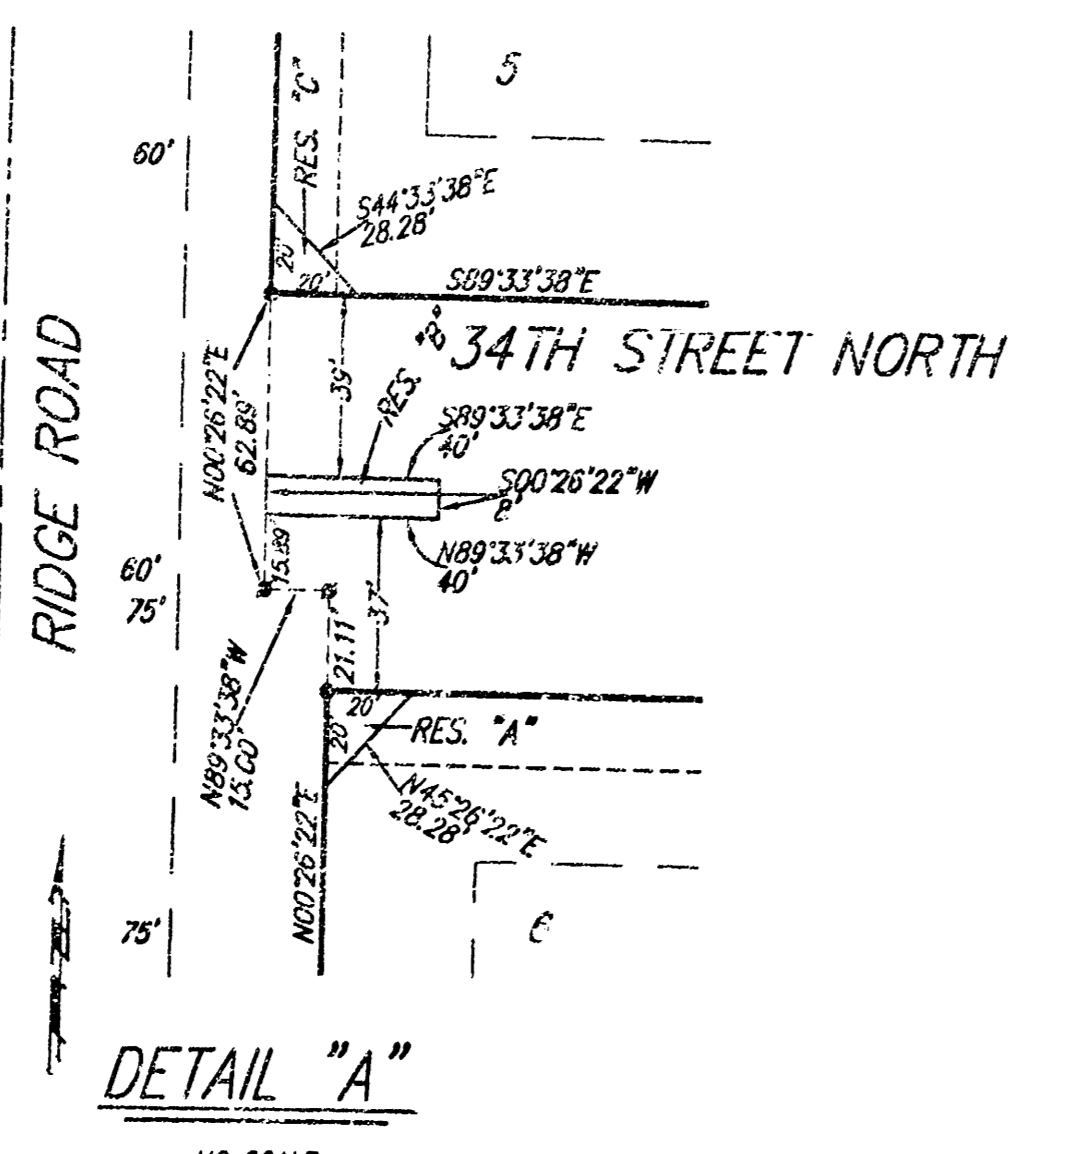 5
RES. "C"
60'
S44°33'38"E
28.28'
20'
20'
S89°33'38"E
34TH STREET NORTH
RIDGE ROAD
N00°26'22"E
62.89'
39'
RES.
S89°33'38"E
40'
S00°26'22"W
8'
N89°33'38"W
40'
15.89
60'
75'
37'
21.11'
N89°33'38"W
15.00'
20'
20'
RES. "A"
N45°26'22"E
28.28'
N00°26'22"E
6
75'
DETAIL "A"